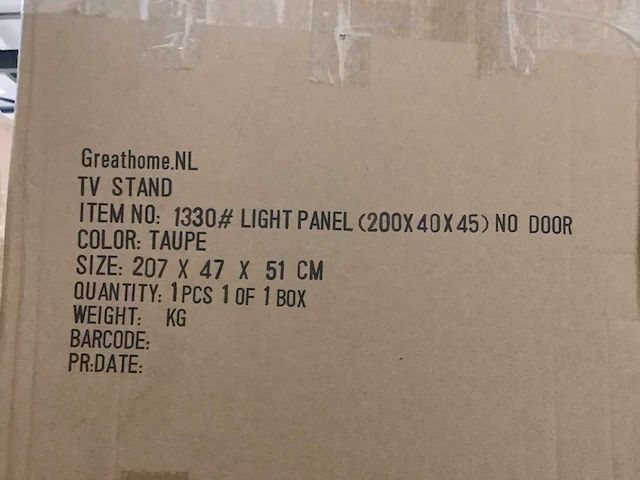 Greathome.NL
TV STAND
ITEM NO: 1330# LIGHT PANEL (200X40X45) NO DOOR
COLOR: TAUPE
SIZE: 207 X 47 X 51 CM
QUANTITY: 1PCS 1 OF 1 BOX
WEIGHT: KG
BARCODE:
PR:DATE: